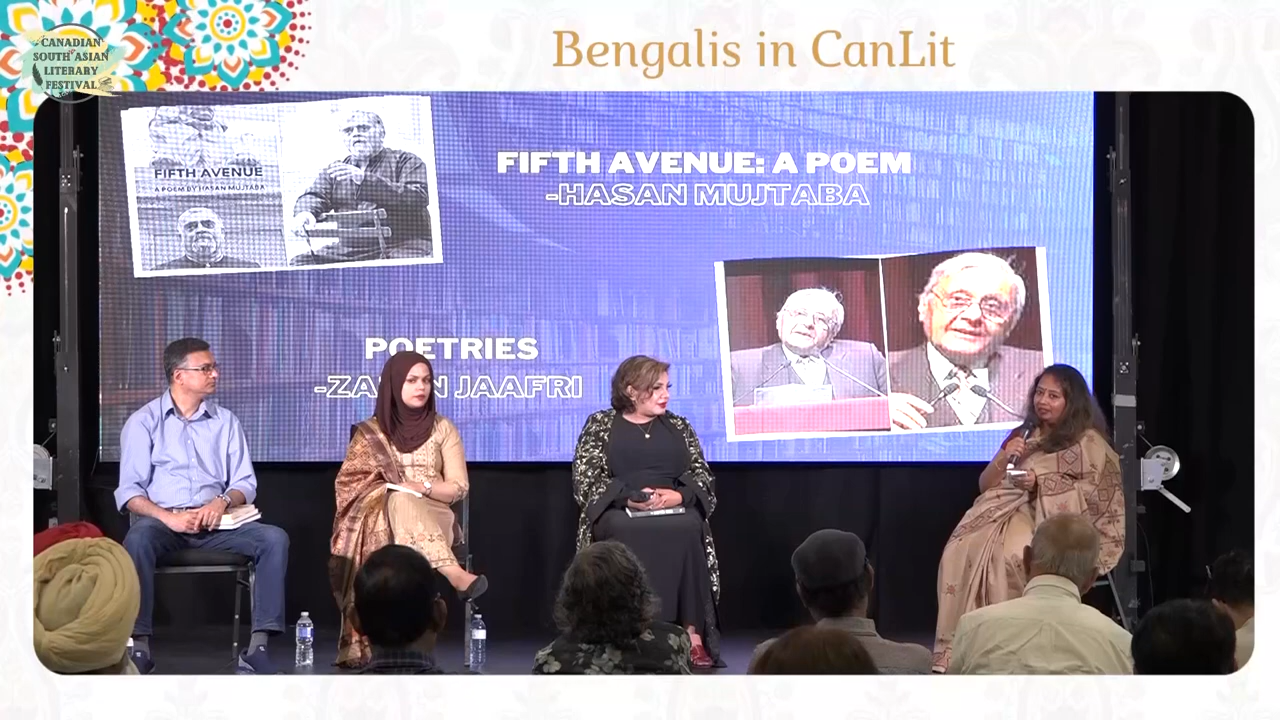 CANADIAN
SOUTH ASIAN
LITERARY
FESTIVAL
Bengalis in CanLit
FIFTH AVENUE
A POEM BY HASAN MUJTABA
FIFTH AVENUE: A POEM
-HASAN MUJTABA
POETRIES
JAAFRI